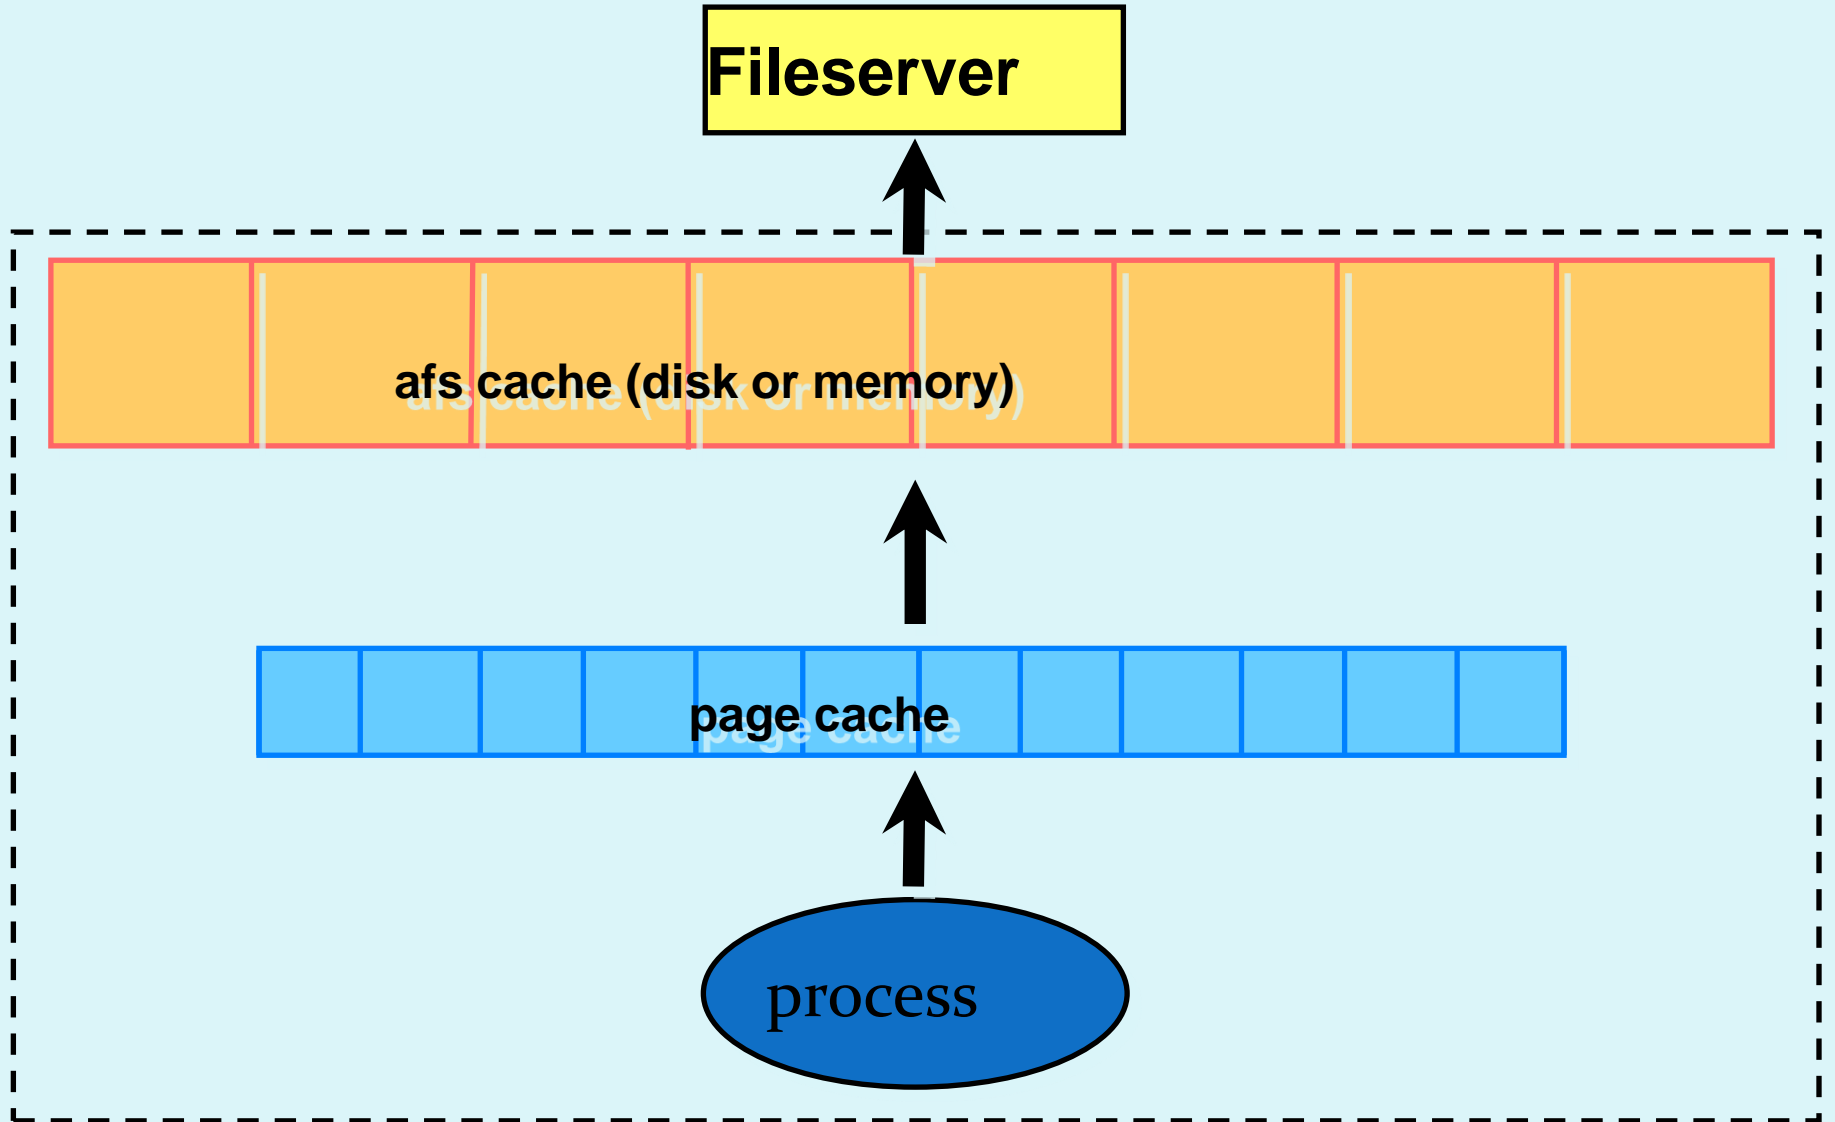 Fileserver
afs cache (disk or memory)
page cache
process